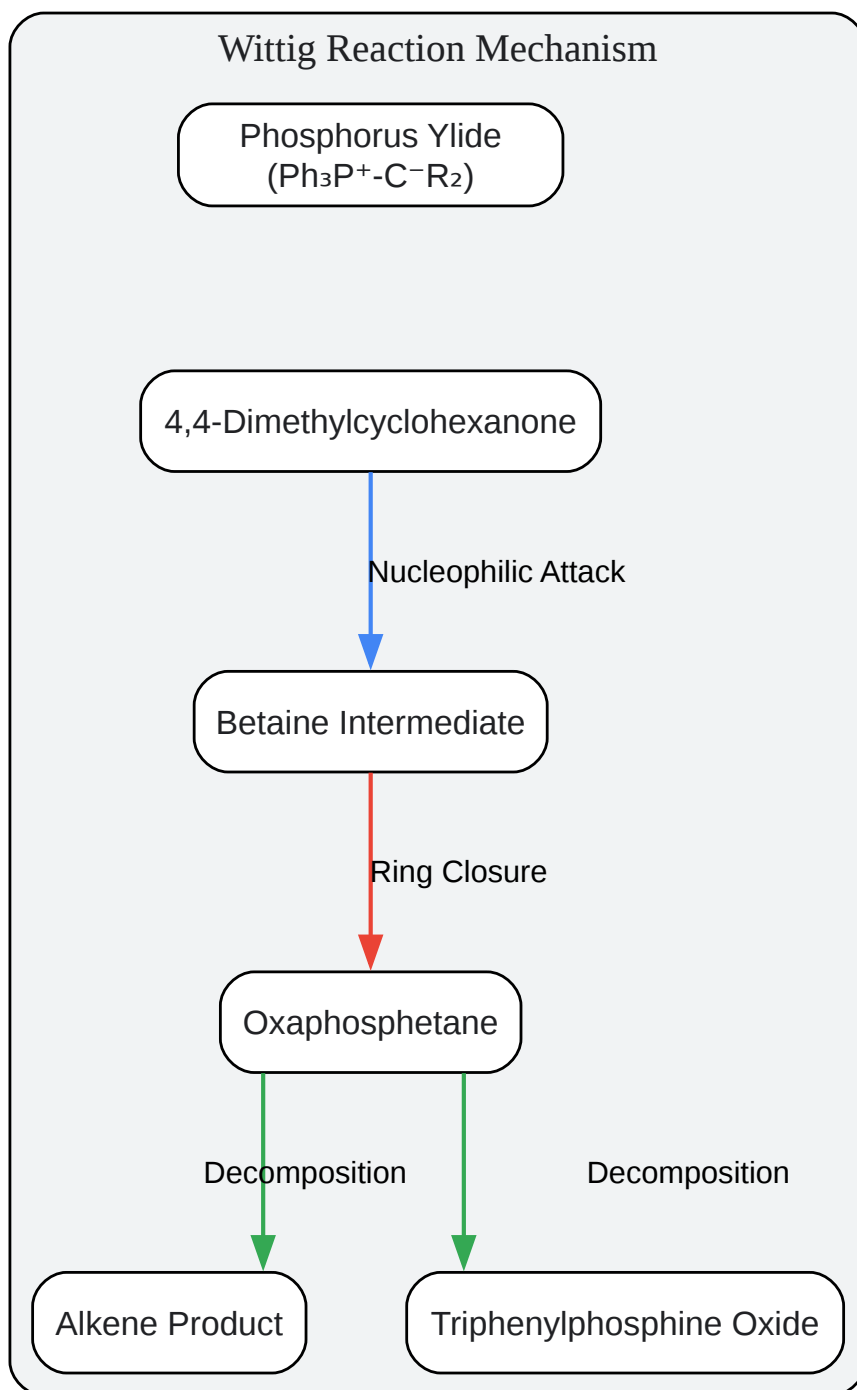 Wittig Reaction Mechanism
Phosphorus Ylide
(Ph₃P⁺-C⁻R₂)
4,4-Dimethylcyclohexanone
Nucleophilic Attack
Betaine Intermediate
Ring Closure
Oxaphosphetane
Decomposition
Decomposition
Alkene Product
Triphenylphosphine Oxide